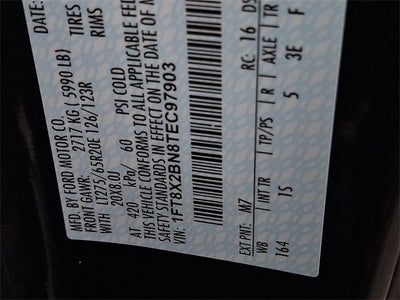 MFD. BY FORD MOTOR CO.
DATE:
FRONT GAWR: 2717 KG ( 5990 LB)
WITH LT275/65R20E 126/123R TIRES
20X8.0J RIMS
AT 420 kPa/ 60 PSI COLD
THIS VEHICLE CONFORMS TO ALL APPLICABLE FEDE
SAFETY STANDARDS IN EFFECT ON THE DATE OF M
VIN: 1FT8X2BN8TEC97903
EXT PNT: M7 RC: 16 DS
WB INT TR TP/PS R AXLE TR
164 1S 5 3E F